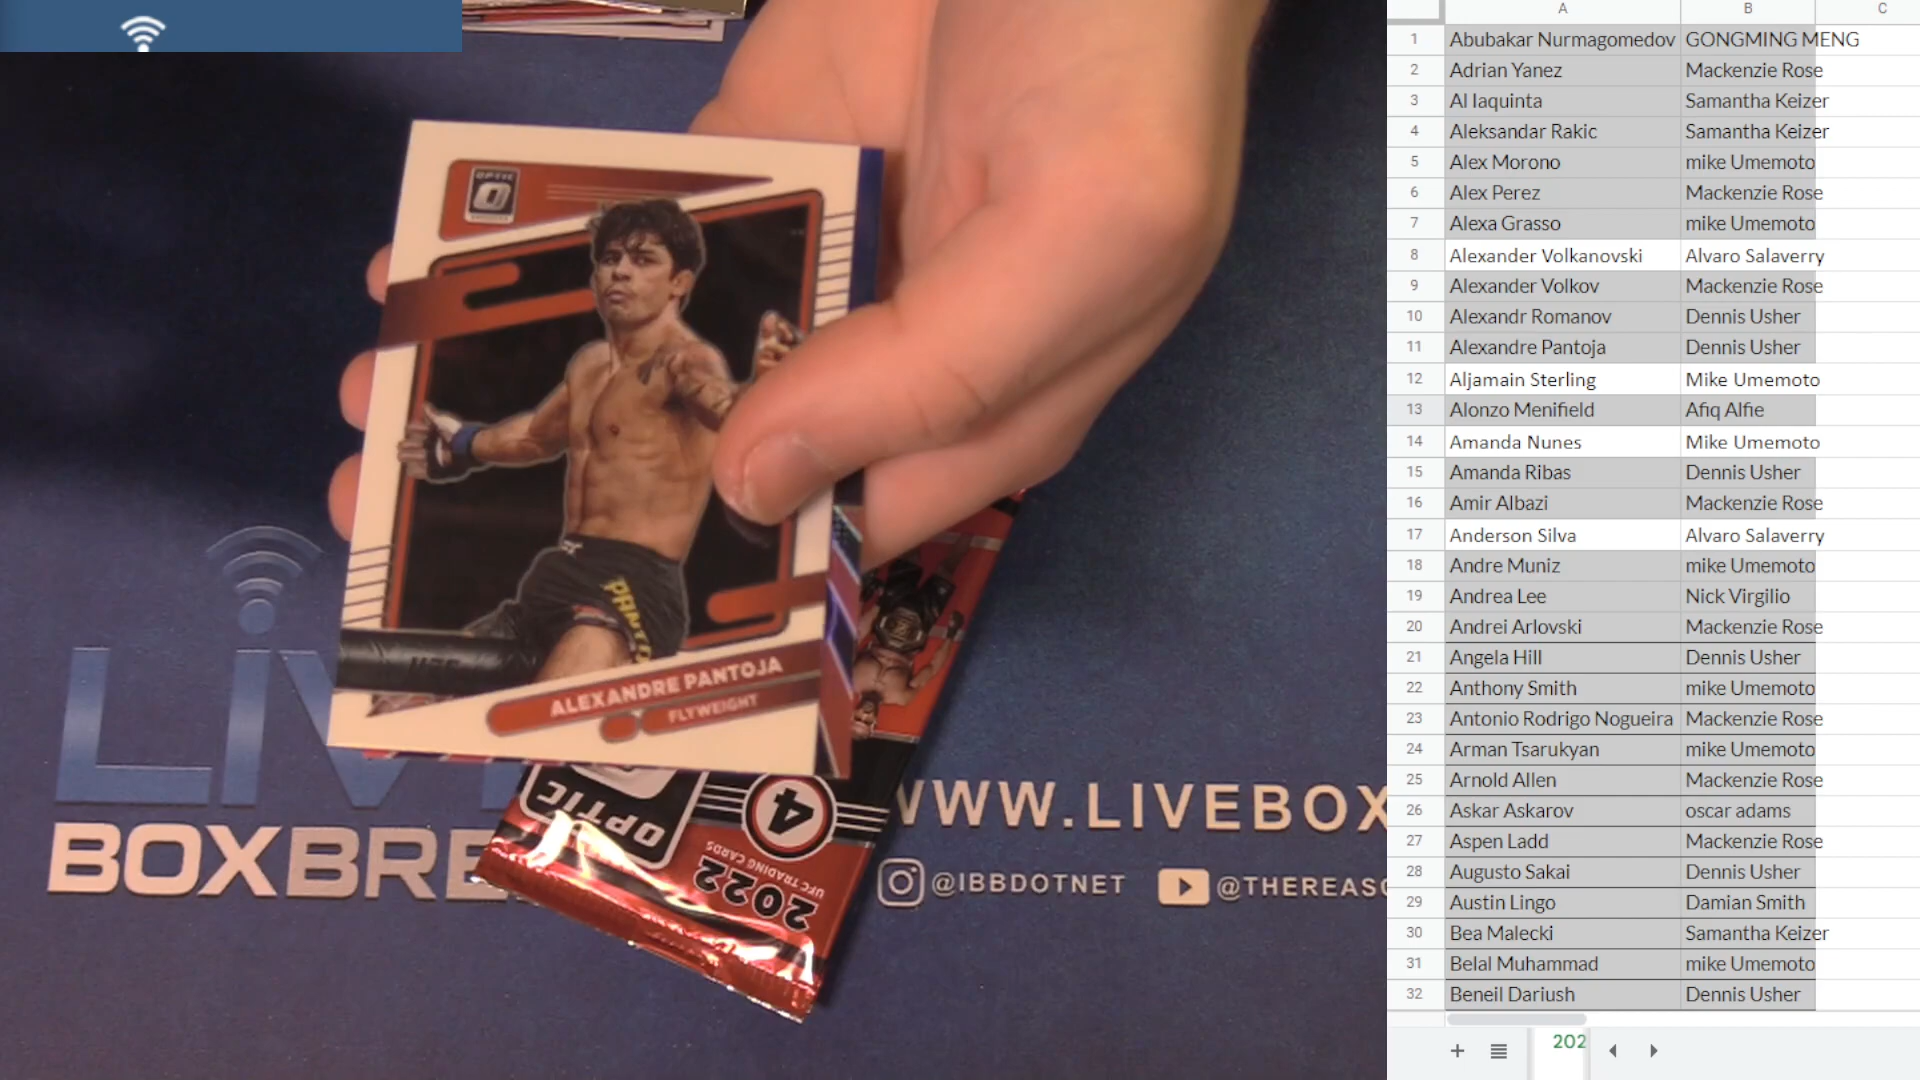 OPTIC
PANTOJA
UFC
ALEXANDRE PANTOJA
FLYWEIGHT
LIV
BOXBRE
WWW.LIVEBOX
@IBBDOTNET
@THEREASO
OPTIC
4
2022
UFC TRADING CARDS
A B C
1 Abubakar Nurmagomedov GONGMING MENG
2 Adrian Yanez Mackenzie Rose
3 Al Iaquinta Samantha Keizer
4 Aleksandar Rakic Samantha Keizer
5 Alex Morono mike Umemoto
6 Alex Perez Mackenzie Rose
7 Alexa Grasso mike Umemoto
8 Alexander Volkanovski Alvaro Salaverry
9 Alexander Volkov Mackenzie Rose
10 Alexandr Romanov Dennis Usher
11 Alexandre Pantoja Dennis Usher
12 Aljamain Sterling Mike Umemoto
13 Alonzo Menifield Afiq Alfie
14 Amanda Nunes Mike Umemoto
15 Amanda Ribas Dennis Usher
16 Amir Albazi Mackenzie Rose
17 Anderson Silva Alvaro Salaverry
18 Andre Muniz mike Umemoto
19 Andrea Lee Nick Virgilio
20 Andrei Arlovski Mackenzie Rose
21 Angela Hill Dennis Usher
22 Anthony Smith mike Umemoto
23 Antonio Rodrigo Nogueira Mackenzie Rose
24 Arman Tsarukyan mike Umemoto
25 Arnold Allen Mackenzie Rose
26 Askar Askarov oscar adams
27 Aspen Ladd Mackenzie Rose
28 Augusto Sakai Dennis Usher
29 Austin Lingo Damian Smith
30 Bea Malecki Samantha Keizer
31 Belal Muhammad mike Umemoto
32 Beneil Dariush Dennis Usher
202